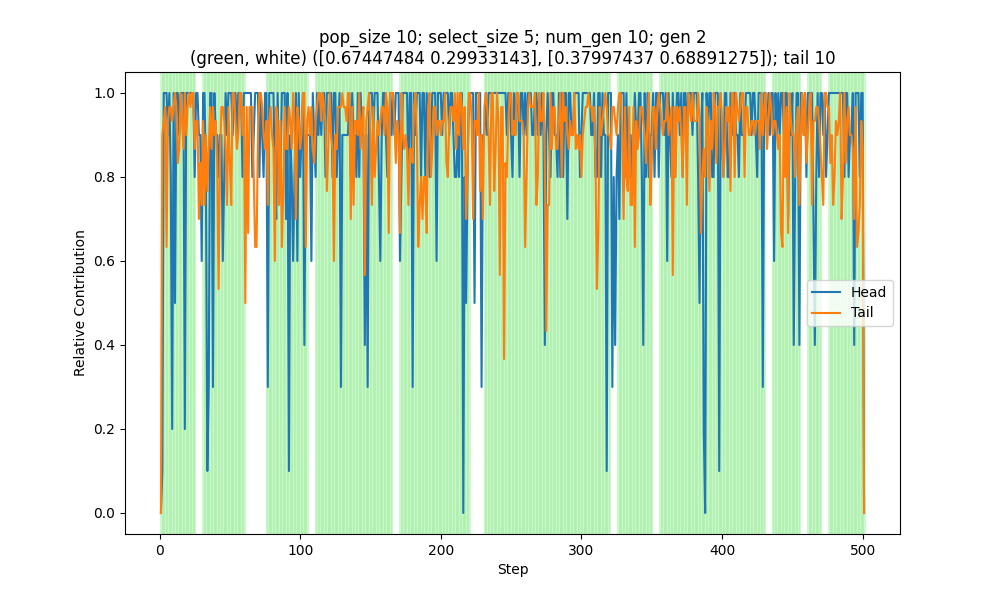 pop_size 10; select_size 5; num_gen 10; gen 2
(green, white) ([0.67447484 0.29933143], [0.37997437 0.68891275]); tail 10
1.0
0.8
0.6
0.4
0.2
0.0
Relative Contribution
Head
Tail
0
100
200
300
400
500
Step